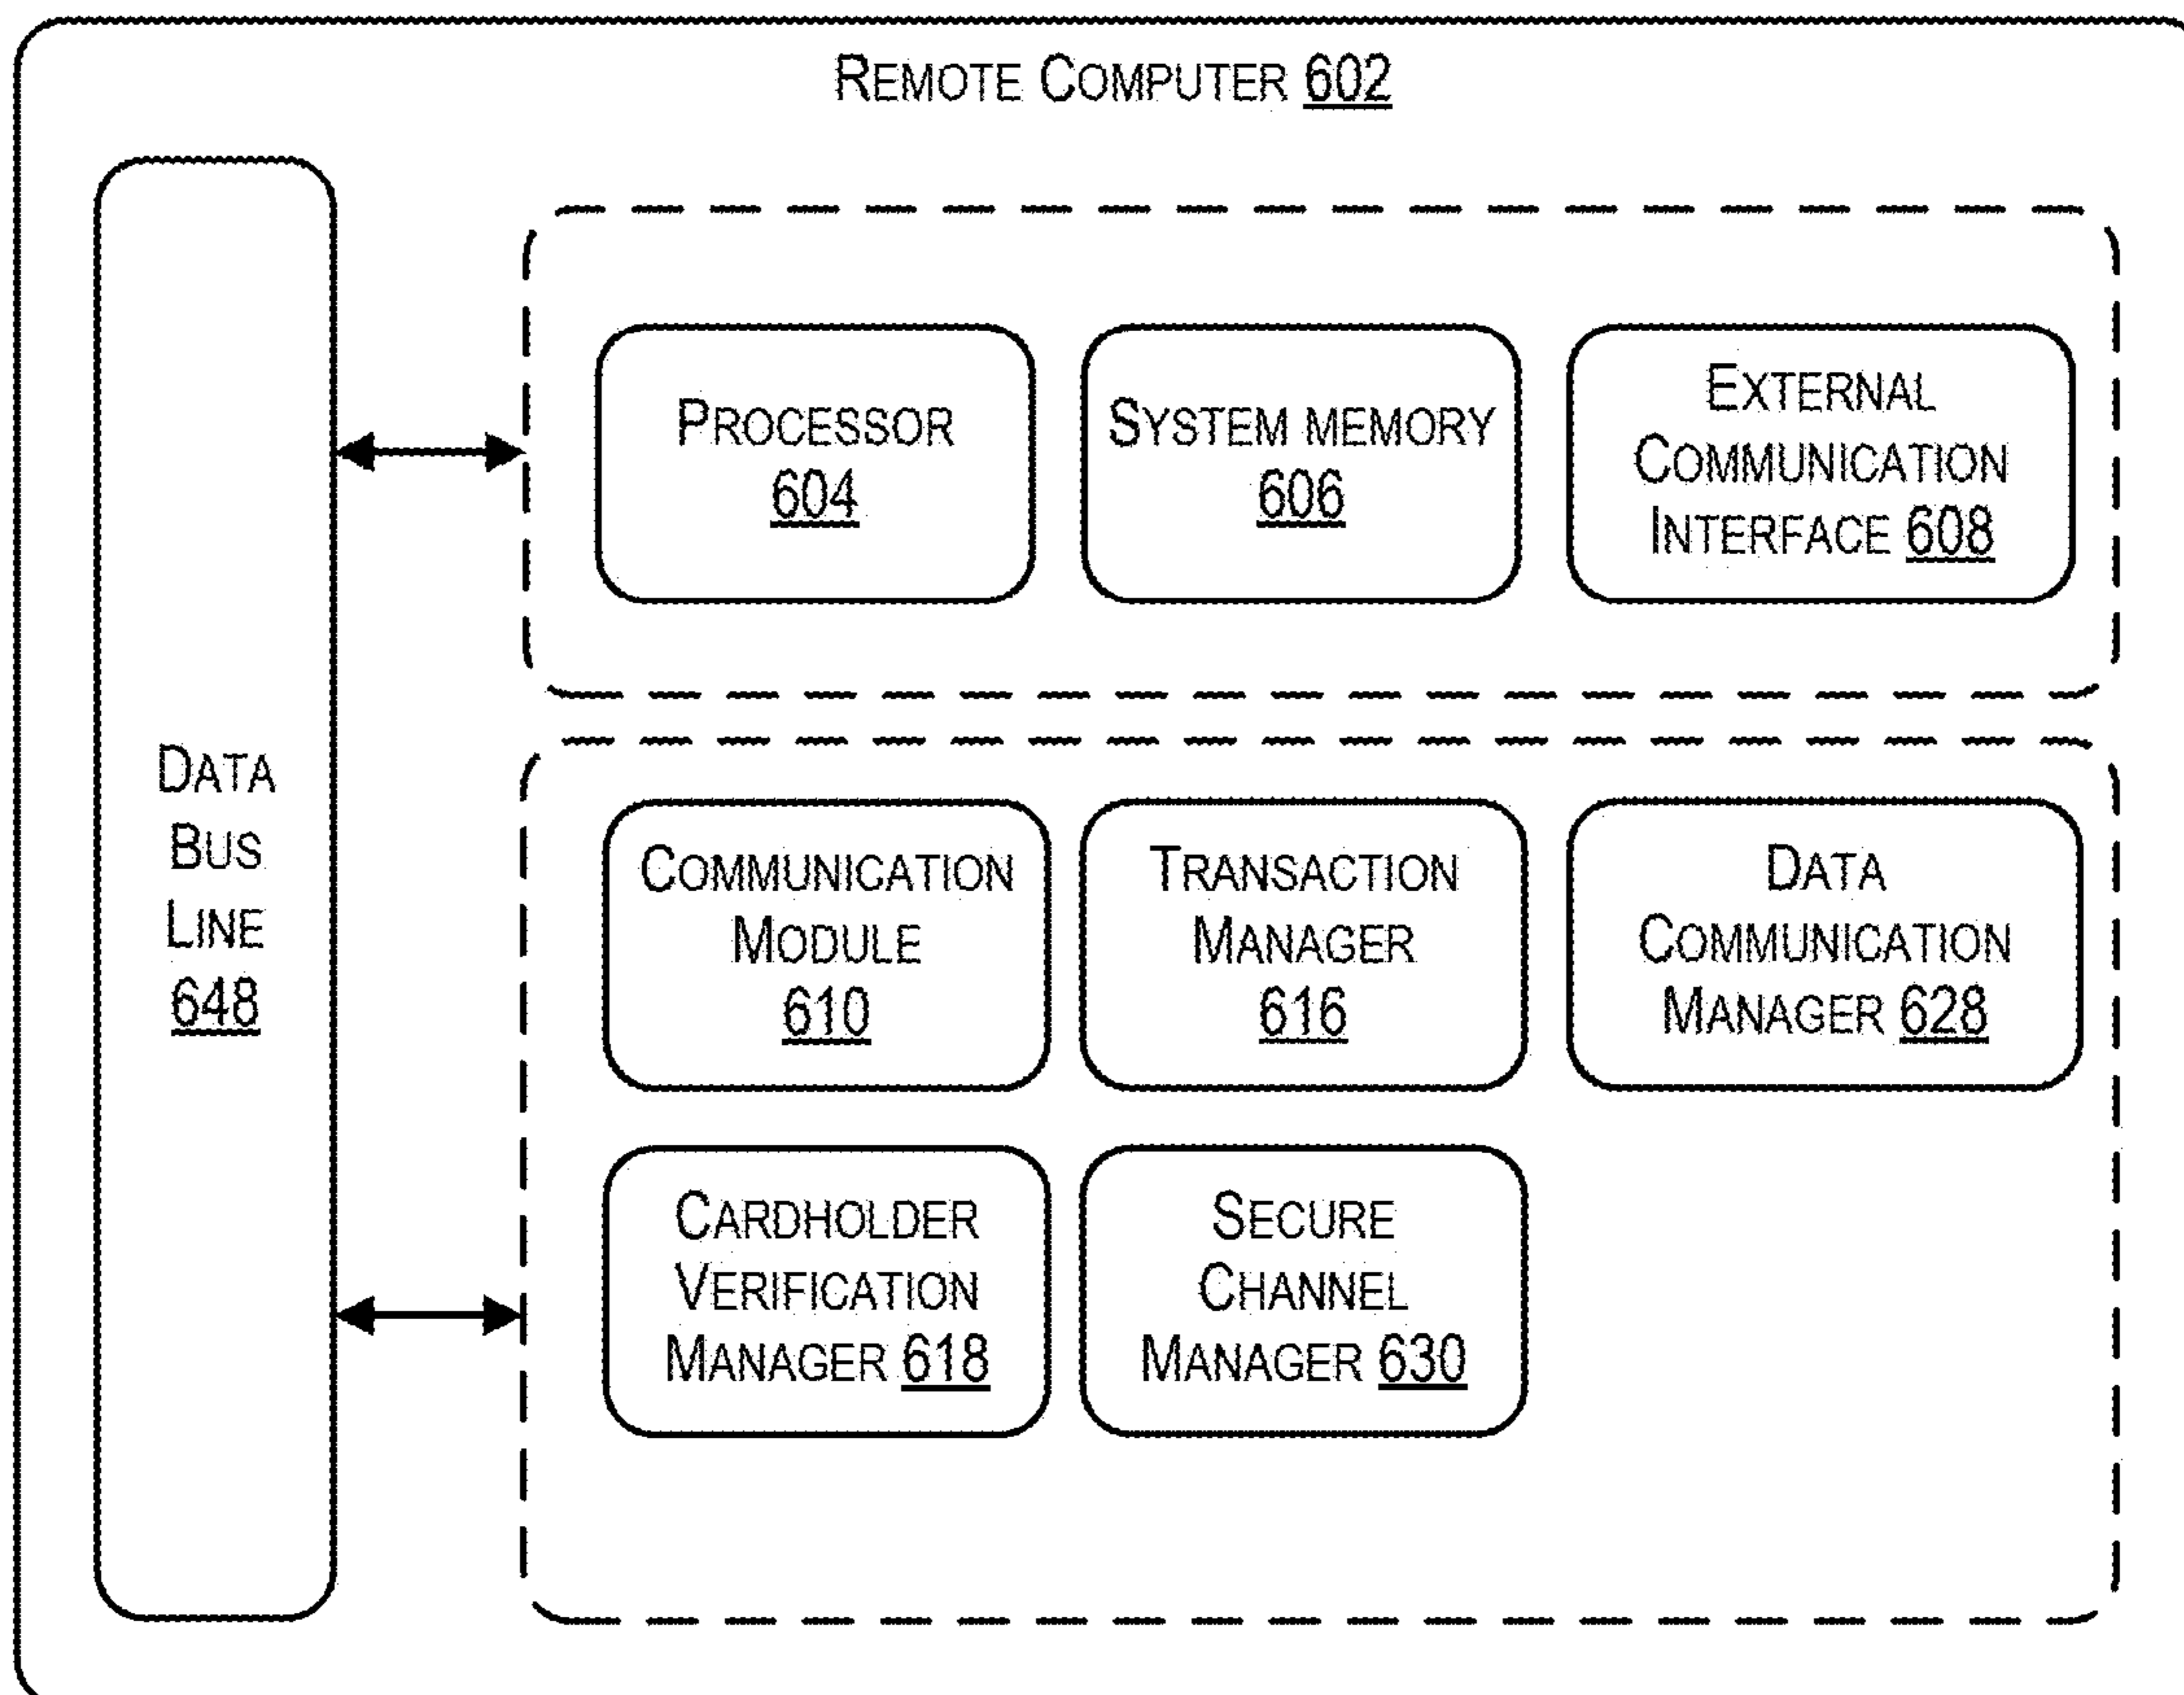 REMOTE COMPUTER 602
DATA
BUS
LINE
648
PROCESSOR
604
SYSTEM MEMORY
606
EXTERNAL
COMMUNICATION
INTERFACE 608
COMMUNICATION
MODULE
610
TRANSACTION
MANAGER
616
DATA
COMMUNICATION
MANAGER 628
CARDHOLDER
VERIFICATION
MANAGER 618
SECURE
CHANNEL
MANAGER 630